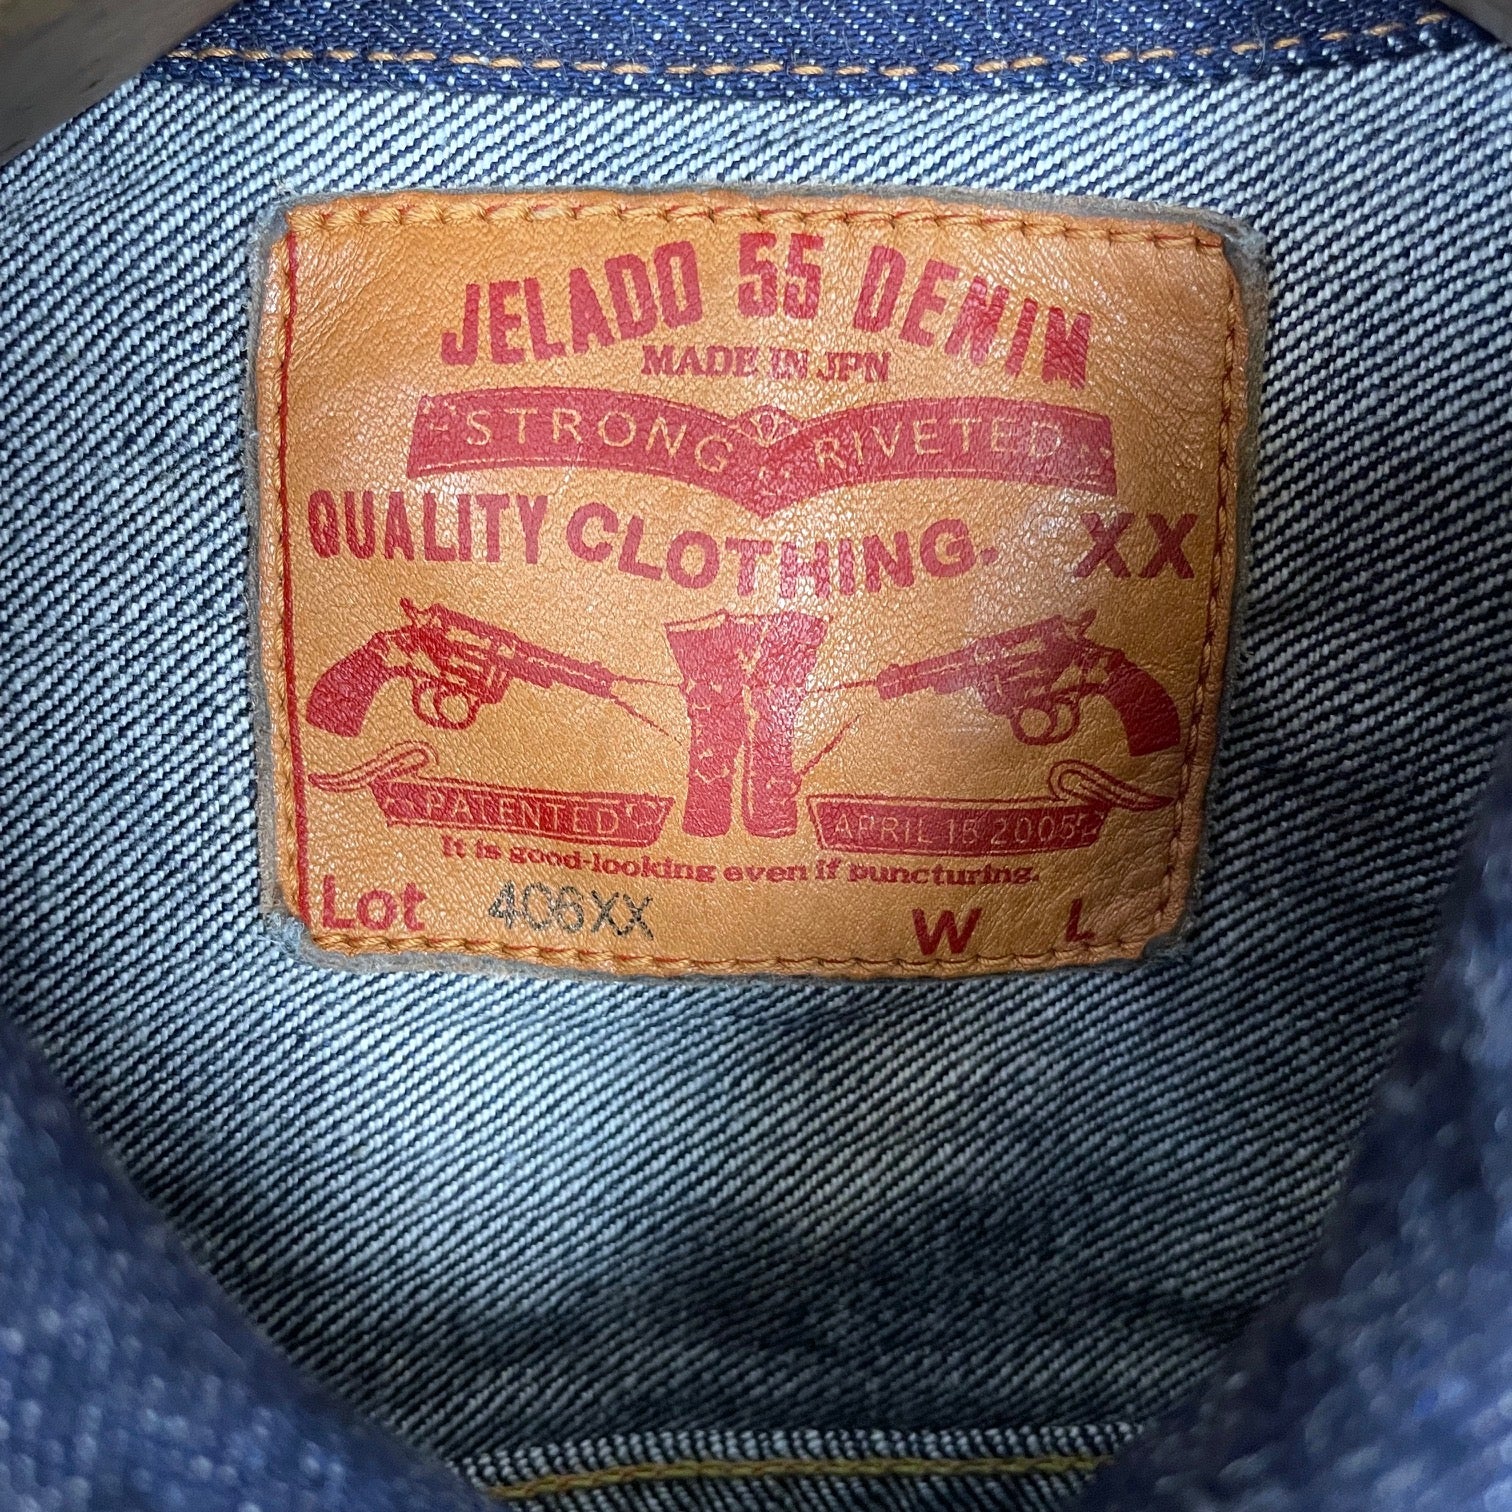 JELADO 55 DENIM
MADE IN JPN
STRONG & RIVETED
QUALITY CLOTHING. XX
PATENTED APRIL 15 2005
It is good-looking even if puncturing.
Lot 406XX W L